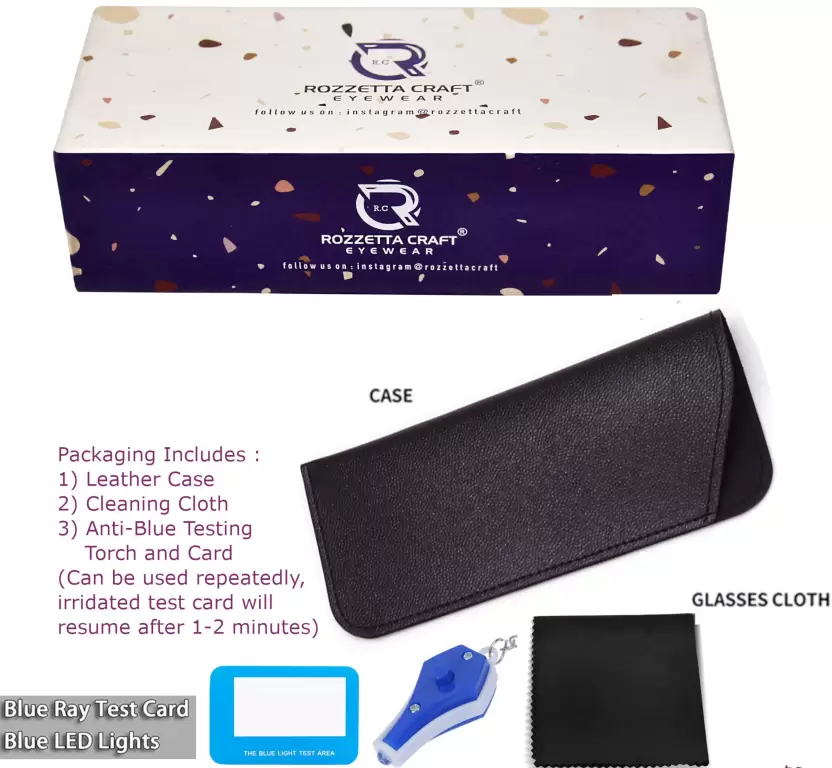 R.C
ROZZETTA CRAFT®
EYEWEAR
follow us on : instagram@rozzettacraft
R.C
ROZZETTA CRAFT®
EYEWEAR
follow us on : instagram@rozzettacraft
CASE
Packaging Includes :
1) Leather Case
2) Cleaning Cloth
3) Anti-Blue Testing
Torch and Card
(Can be used repeatedly,
irridated test card will
resume after 1-2 minutes)
GLASSES CLOTH
Blue Ray Test Card
Blue LED Lights
THE BLUE LIGHT TEST AREA